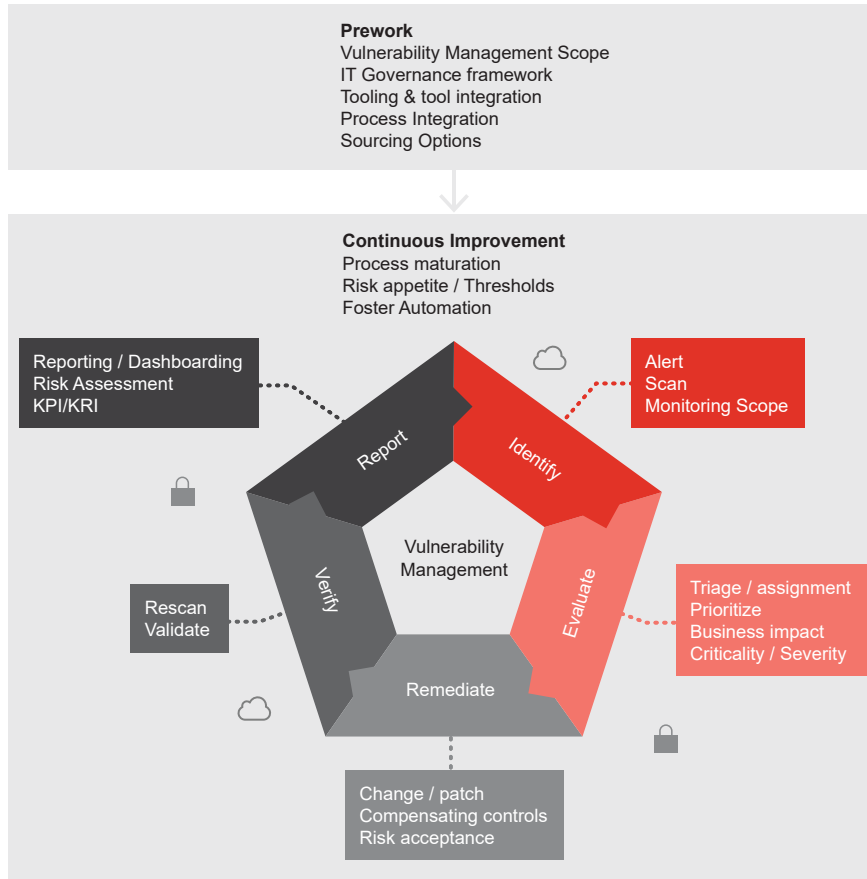 Prework
Vulnerability Management Scope
IT Governance framework
Tooling & tool integration
Process Integration
Sourcing Options
Continuous Improvement
Process maturation
Risk appetite / Thresholds
Foster Automation
Reporting / Dashboarding
Risk Assessment
KPI/KRI
Alert
Scan
Monitoring Scope
Report
Identify
Vulnerability
Management
Verify
Evaluate
Rescan
Validate
Triage / assignment
Prioritize
Business impact
Criticality / Severity
Remediate
Change / patch
Compensating controls
Risk acceptance